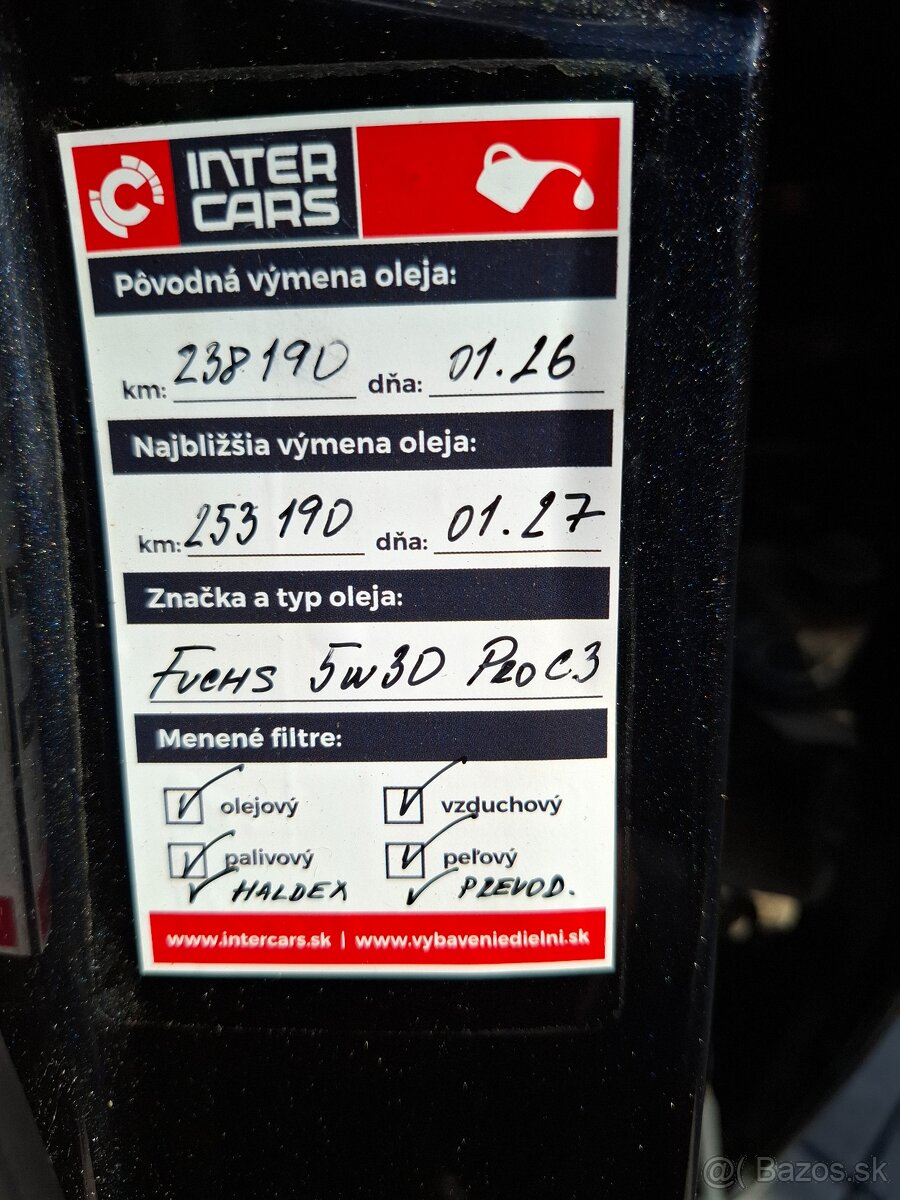 INTER
CARS
Pôvodná výmena oleja:
km: 238190 dňa: 01.26
Najbližšia výmena oleja:
km: 253190 dňa: 01.27
Značka a typ oleja:
FUCHS 5W30 PRO C3
Menené filtre:
olejový vzduchový
palivový peľový
HALDEX PREVOD.
www.intercars.sk | www.vybaveniedielni.sk
@( Bazos.sk